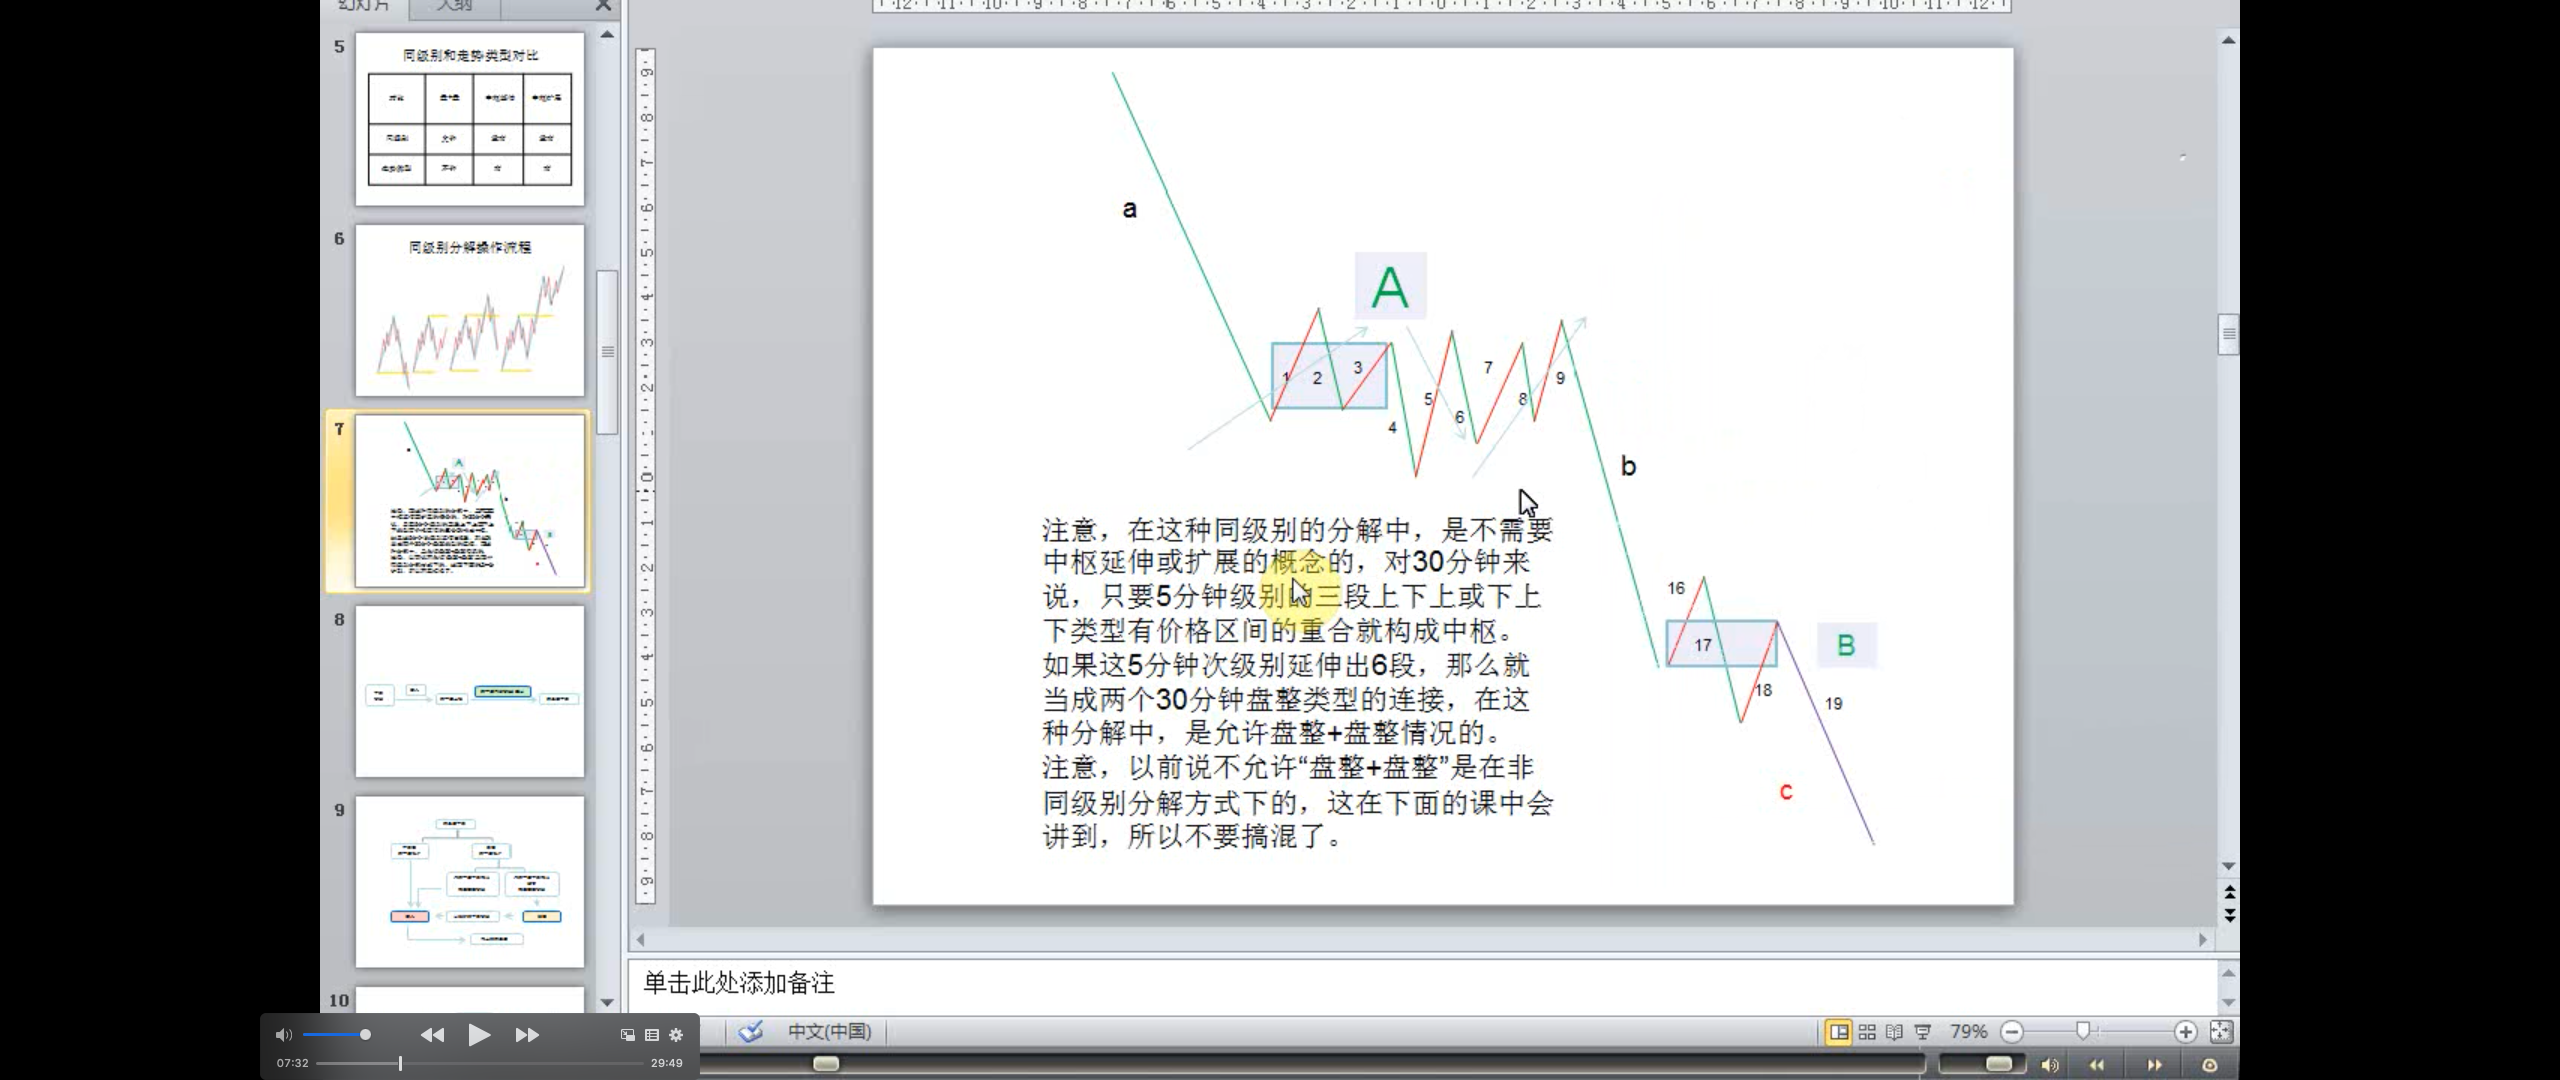 幻灯片
大纲
5
同级别和走势类型对比
6
同级别分解操作流程
7
8
9
10
a
A
1
2
3
4
5
6
7
8
9
b
16
17
18
B
19
c
注意，在这种同级别的分解中，是不需要
中枢延伸或扩展的概念的，对30分钟来
说，只要5分钟级别的三段上下上或下上
下类型有价格区间的重合就构成中枢。
如果这5分钟次级别延伸出6段，那么就
当成两个30分钟盘整类型的连接，在这
种分解中，是允许盘整+盘整情况的。
注意，以前说不允许“盘整+盘整”是在非
同级别分解方式下的，这在下面的课中会
讲到，所以不要搞混了。
单击此处添加备注
中文(中国)
79%
07:32
29:49